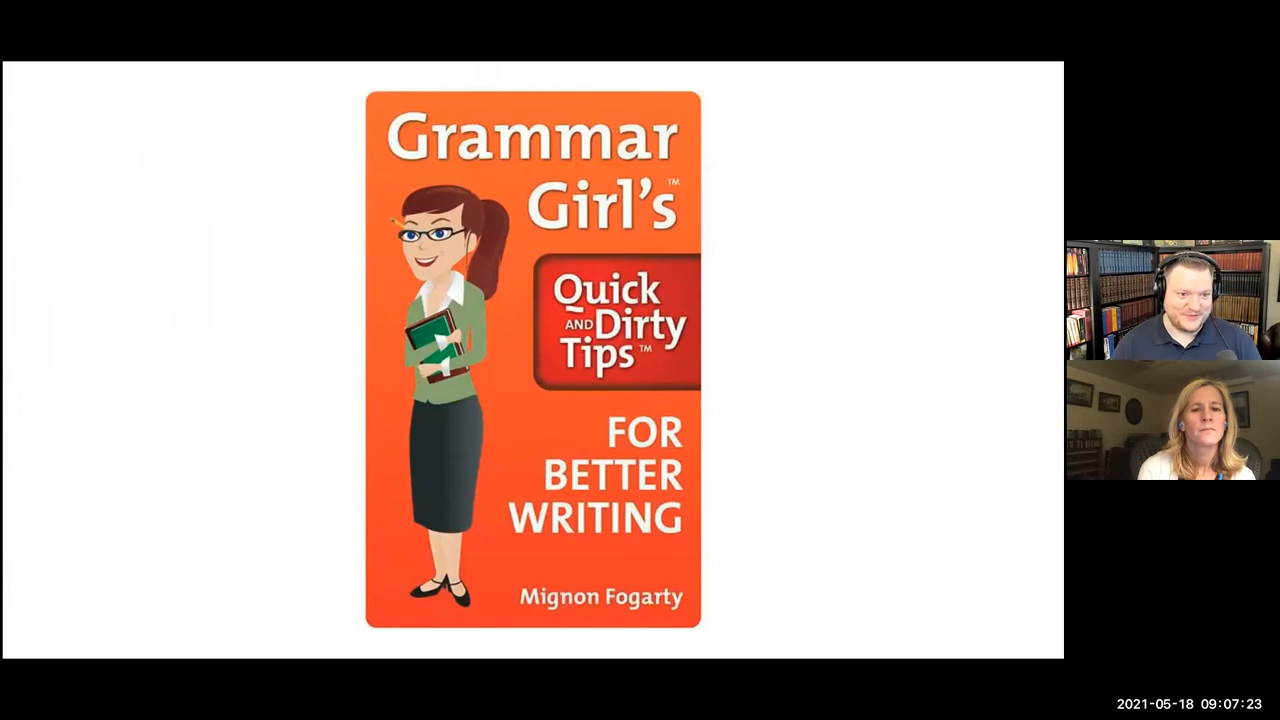 Grammar
Girl's™
Quick
AND Dirty
Tips™
FOR
BETTER
WRITING
Mignon Fogarty
2021-05-18 09:07:23